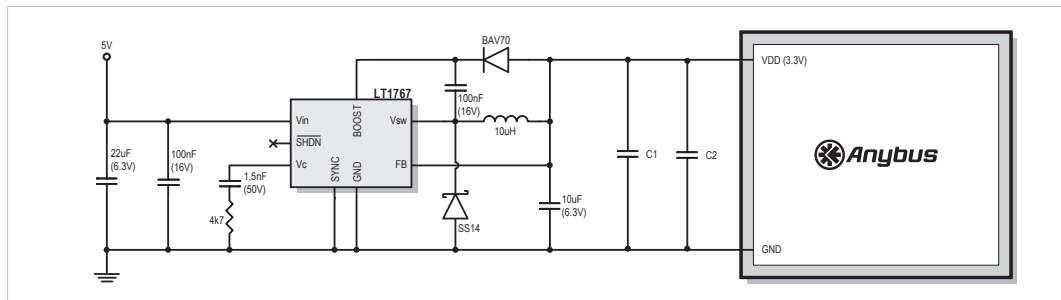 5V
22uF
(6.3V)
100nF
(16V)
1,5nF
(50V)
4k7
LT1767
Vin
SHDN
Vc
BOOST
SYNC
GND
Vsw
FB
BAV70
100nF
(16V)
10uH
SS14
10uF
(6.3V)
C1
C2
VDD (3.3V)
Anybus
GND